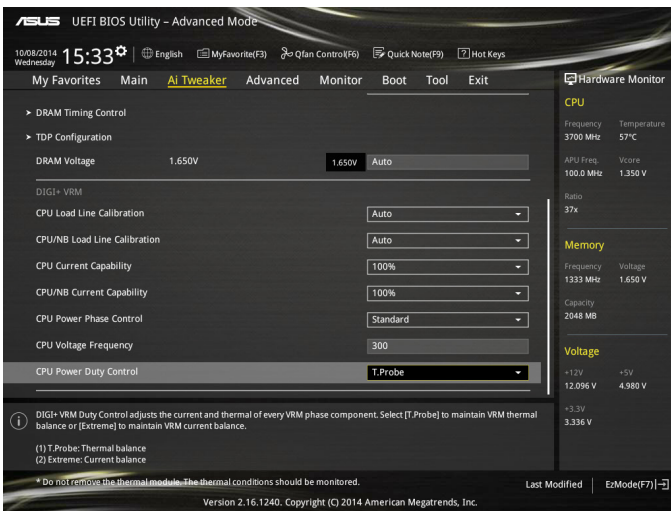 ASUS UEFI BIOS Utility – Advanced Mode
10/08/2014 Wednesday 15:33 English MyFavorite(F3) Qfan Control(F6) Quick Note(F9) ? Hot Keys
My Favorites Main Ai Tweaker Advanced Monitor Boot Tool Exit
> DRAM Timing Control
> TDP Configuration
DRAM Voltage 1.650V 1.650V Auto
DIGI+ VRM
CPU Load Line Calibration Auto
CPU/NB Load Line Calibration Auto
CPU Current Capability 100%
CPU/NB Current Capability 100%
CPU Power Phase Control Standard
CPU Voltage Frequency 300
CPU Power Duty Control T.Probe
DIGI+ VRM Duty Control adjusts the current and thermal of every VRM phase component. Select [T.Probe] to maintain VRM thermal
balance or [Extreme] to maintain VRM current balance.
(1) T.Probe: Thermal balance
(2) Extreme: Current balance
* Do not remove the thermal module. The thermal conditions should be monitored.
Hardware Monitor
CPU
Frequency Temperature
3700 MHz 57°C
APU Freq. Vcore
100.0 MHz 1.350 V
Ratio
37x
Memory
Frequency Voltage
1333 MHz 1.650 V
Capacity
2048 MB
Voltage
+12V +5V
12.096 V 4.980 V
+3.3V
3.336 V
Last Modified EzMode(F7)
Version 2.16.1240. Copyright (C) 2014 American Megatrends, Inc.